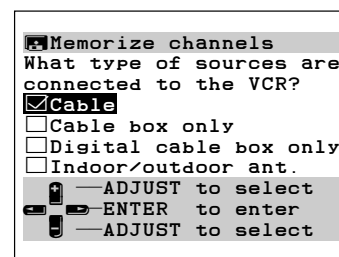 Memorize channels
What type of sources are
connected to the VCR?
Cable
Cable box only
Digital cable box only
Indoor/outdoor ant.
+ —ADJUST to select
—ENTER to enter
- —ADJUST to select